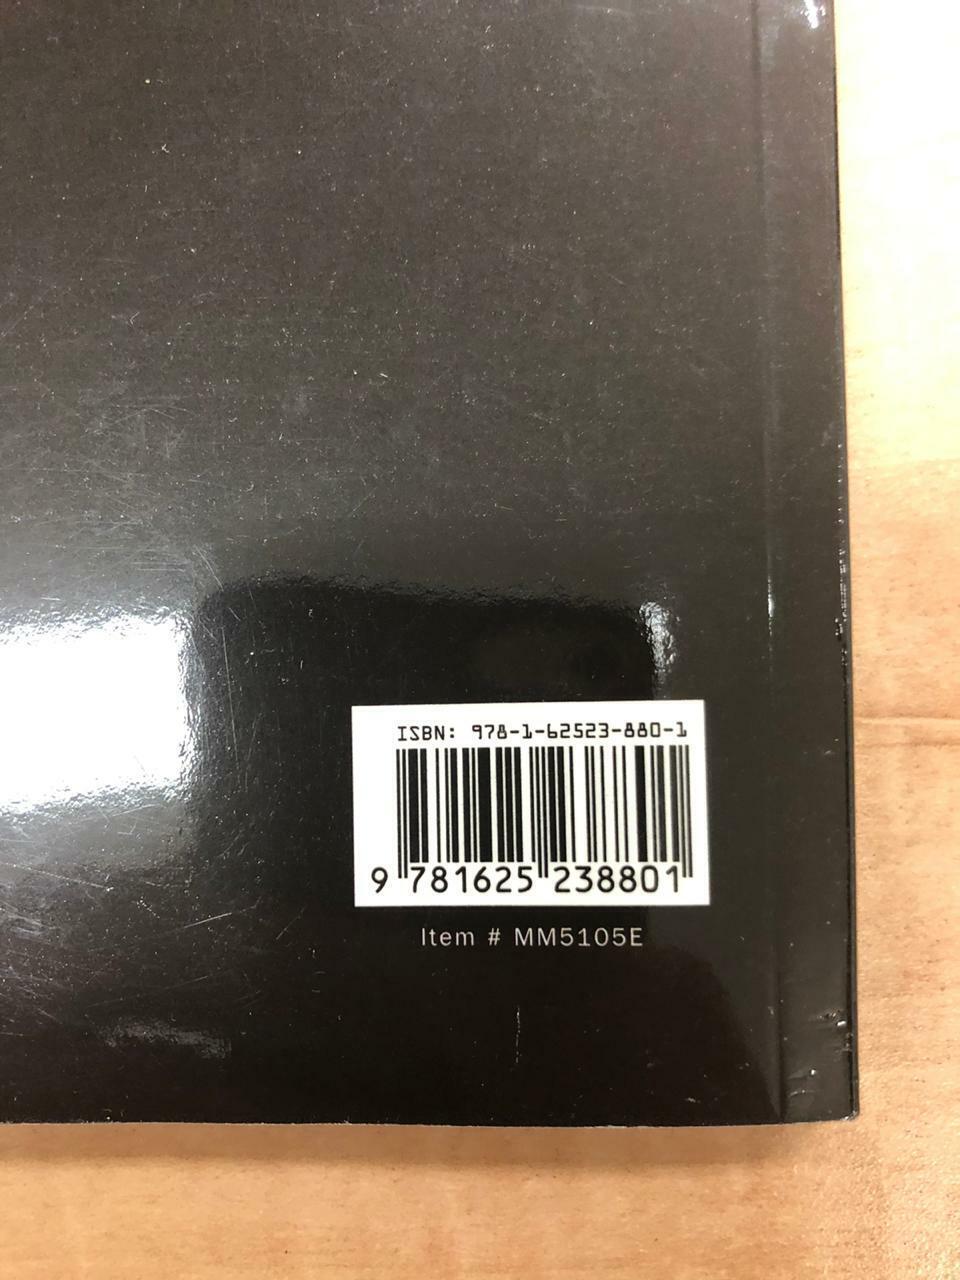 ISBN: 978-1-62523-880-1
9 781625 238801
Item # MM5105E